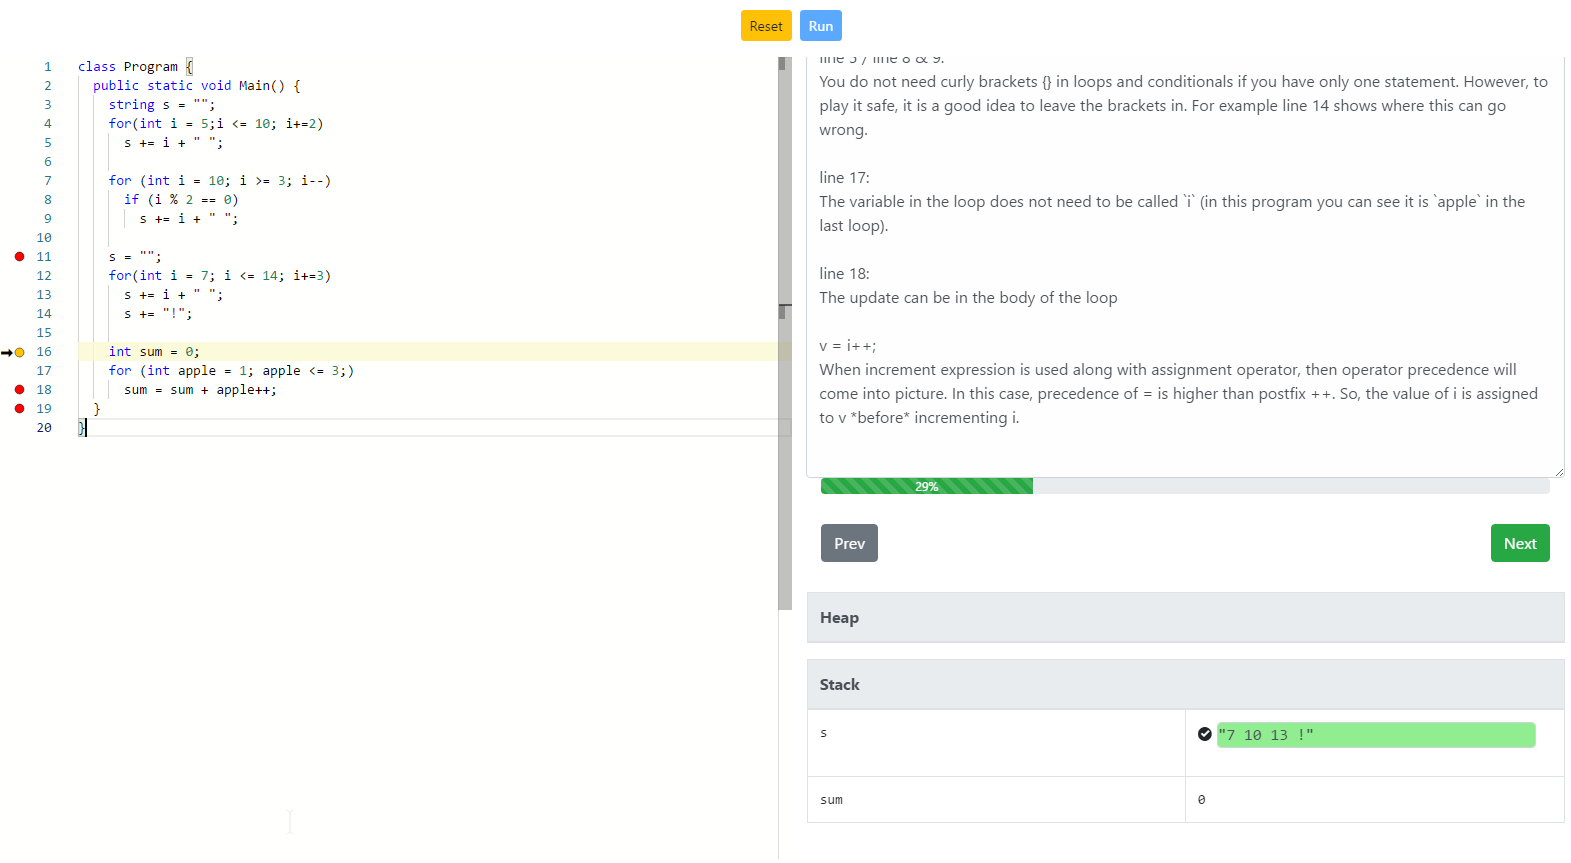 Reset Run
1 class Program {
2 public static void Main() {
3 string s = "";
4 for(int i = 5;i <= 10; i+=2)
5 s += i + " ";
6
7 for (int i = 10; i >= 3; i--)
8 if (i % 2 == 0)
9 s += i + " ";
10
11 s = "";
12 for(int i = 7; i <= 14; i+=3)
13 s += i + " ";
14 s += "!";
15
16 int sum = 0;
17 for (int apple = 1; apple <= 3;)
18 sum = sum + apple++;
19 }
20 }
line 5 / line 8 & 9:
You do not need curly brackets {} in loops and conditionals if you have only one statement. However, to
play it safe, it is a good idea to leave the brackets in. For example line 14 shows where this can go
wrong.
line 17:
The variable in the loop does not need to be called `i` (in this program you can see it is `apple` in the
last loop).
line 18:
The update can be in the body of the loop
v = i++;
When increment expression is used along with assignment operator, then operator precedence will
come into picture. In this case, precedence of = is higher than postfix ++. So, the value of i is assigned
to v *before* incrementing i.
29%
Prev Next
Heap
Stack
s "7 10 13 !"
sum 0